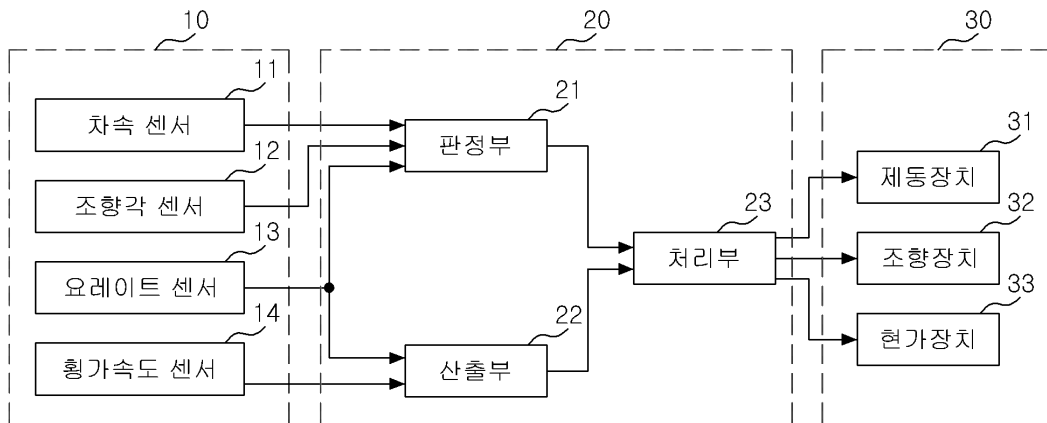 10
20
30
11
차속 센서
12
조향각 센서
13
요레이트 센서
14
횡가속도 센서
21
판정부
22
산출부
23
처리부
31
제동장치
32
조향장치
33
현가장치